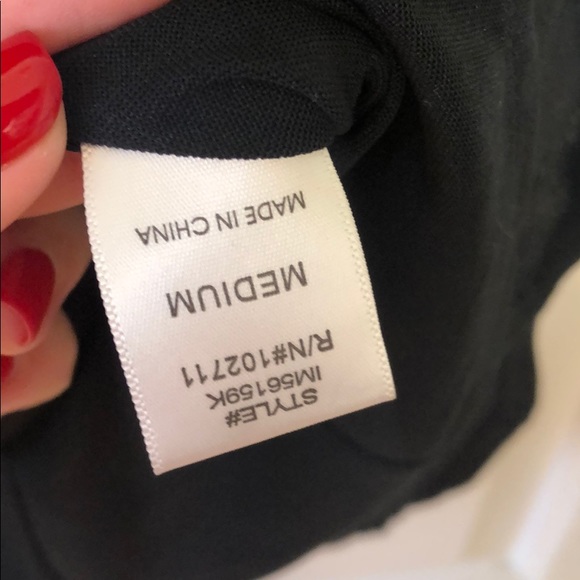 STYLE#
IM56159K
R/N#102711
MEDIUM
MADE IN CHINA